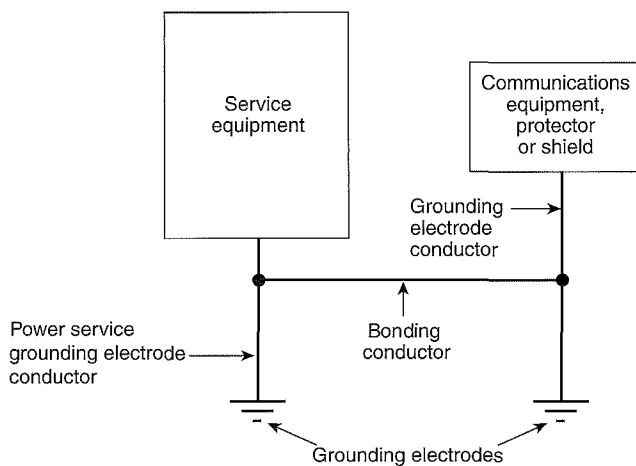 Service
equipment
Communications
equipment,
protector
or shield
Grounding
electrode
conductor
Power service
grounding electrode
conductor
Bonding
conductor
Grounding electrodes